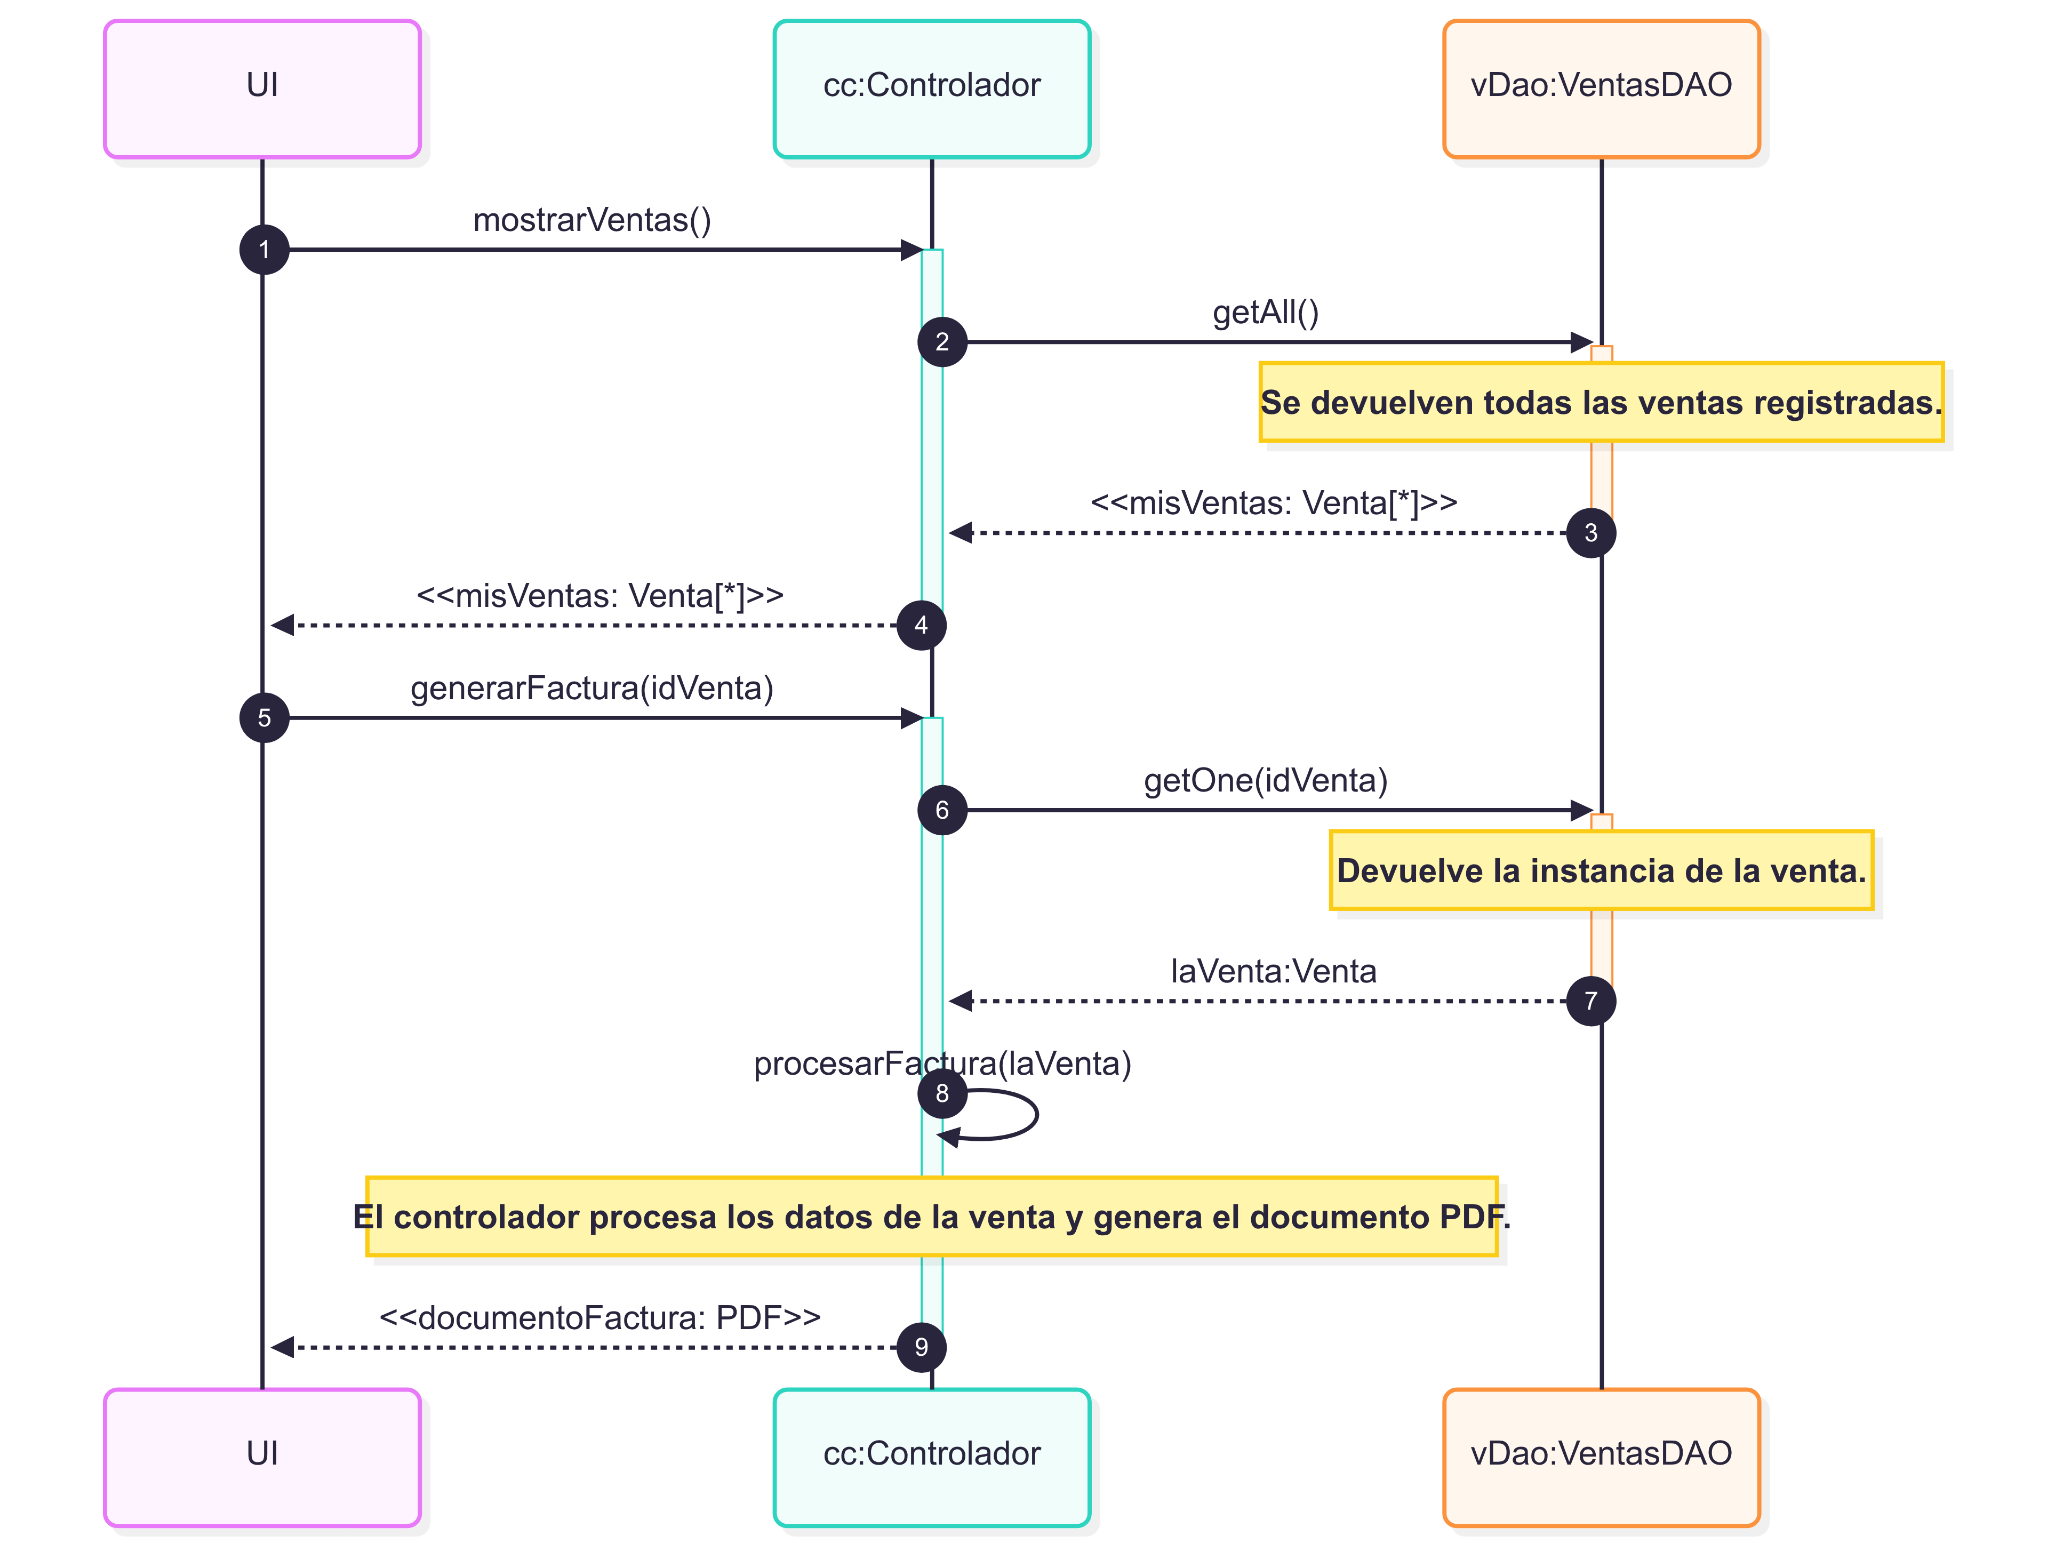 UI
cc:Controlador
vDao:VentasDAO
mostrarVentas()
1
getAll()
2
Se devuelven todas las ventas registradas.
<<misVentas: Venta[*]>>
3
<<misVentas: Venta[*]>>
4
generarFactura(idVenta)
5
getOne(idVenta)
6
Devuelve la instancia de la venta.
laVenta:Venta
7
procesarFactura(laVenta)
8
El controlador procesa los datos de la venta y genera el documento PDF.
<<documentoFactura: PDF>>
9
UI
cc:Controlador
vDao:VentasDAO